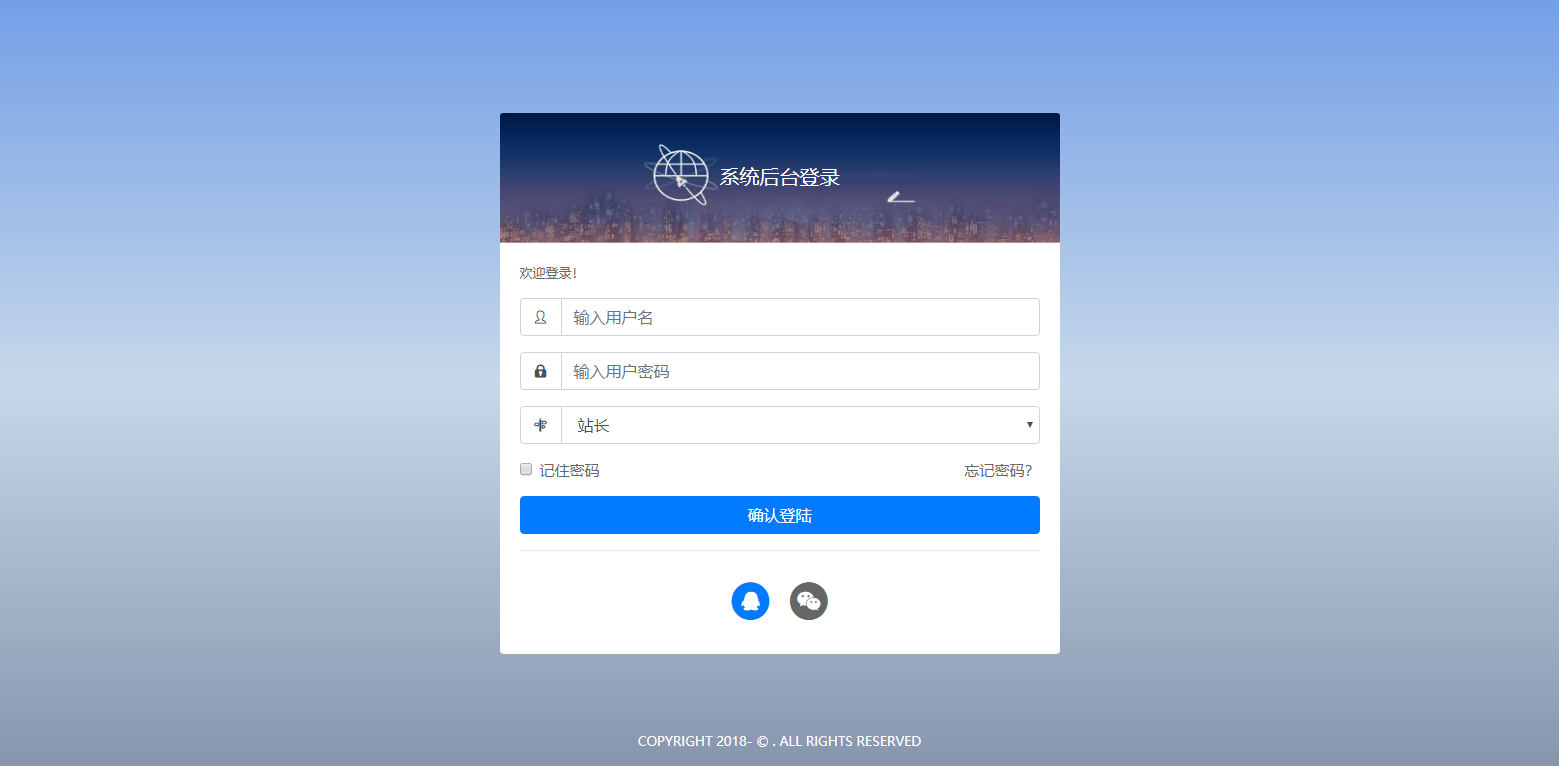 系统后台登录
欢迎登录!
输入用户名
输入用户密码
站长
记住密码 忘记密码?
确认登陆
COPYRIGHT 2018- © . ALL RIGHTS RESERVED